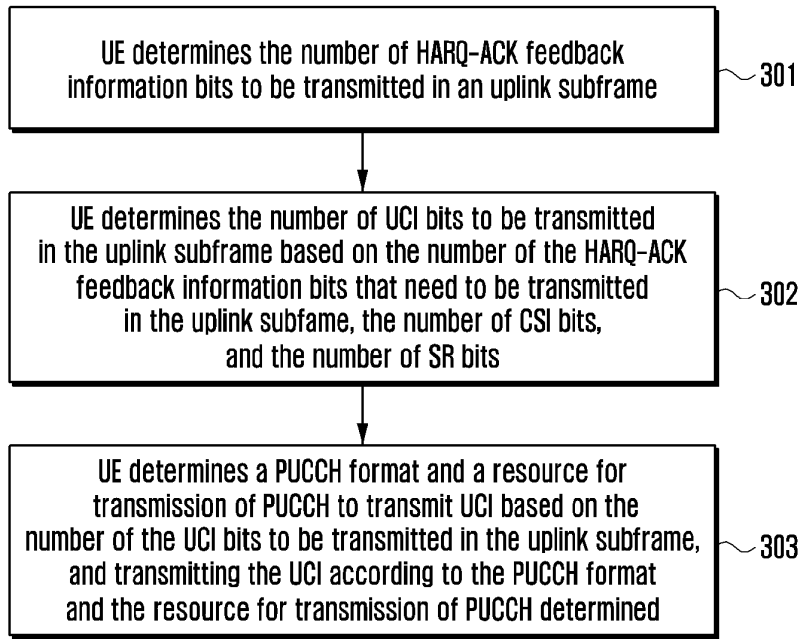 UE determines the number of HARQ-ACK feedback
information bits to be transmitted in an uplink subframe
301
UE determines the number of UCI bits to be transmitted
in the uplink subframe based on the number of the HARQ-ACK
feedback information bits that need to be transmitted
in the uplink subfame, the number of CSI bits,
and the number of SR bits
302
UE determines a PUCCH format and a resource for
transmission of PUCCH to transmit UCI based on the
number of the UCI bits to be transmitted in the uplink subframe,
and transmitting the UCI according to the PUCCH format
and the resource for transmission of PUCCH determined
303